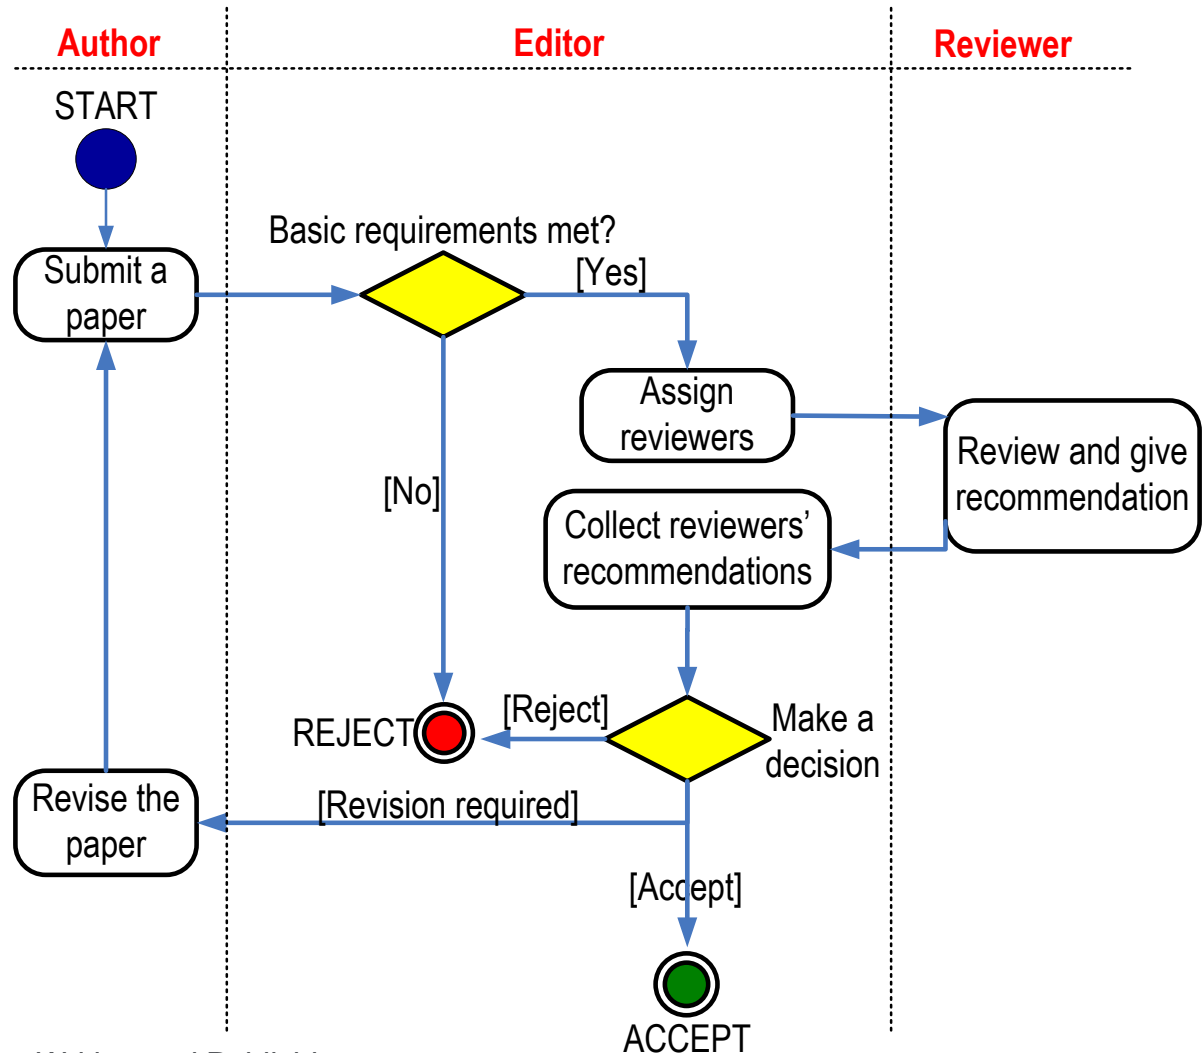 Author
Editor
Reviewer
START
Basic requirements met?
Submit a
paper
[Yes]
Assign
reviewers
Review and give
recommendation
[No]
Collect reviewers’
recommendations
REJECT
[Reject]
Make a
decision
Revise the
paper
[Revision required]
[Accept]
ACCEPT